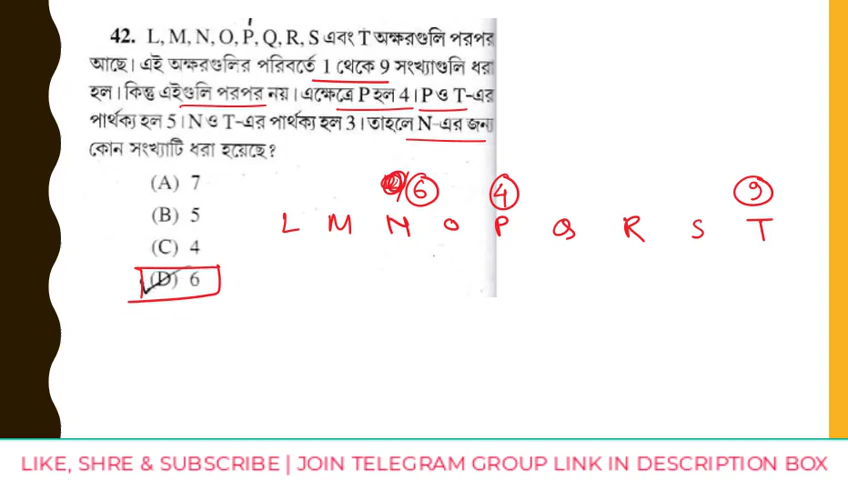 42. L, M, N, O, P, Q, R, S এবং T অক্ষরগুলি পরপর
আছে। এই অক্ষরগুলির পরিবর্তে 1 থেকে 9 সংখ্যাগুলি ধরা
হল। কিন্তু এইগুলি পরপর নয়। এক্ষেত্রে P হল 4। P ও T-এর
পার্থক্য হল 5। N ও T-এর পার্থক্য হল 3। তাহলে N-এর জন্য
কোন সংখ্যাটি ধরা হয়েছে?
(A) 7
(B) 5
(C) 4
(D) 6
6 4 9
L M N O P Q R S T
LIKE, SHRE & SUBSCRIBE | JOIN TELEGRAM GROUP LINK IN DESCRIPTION BOX